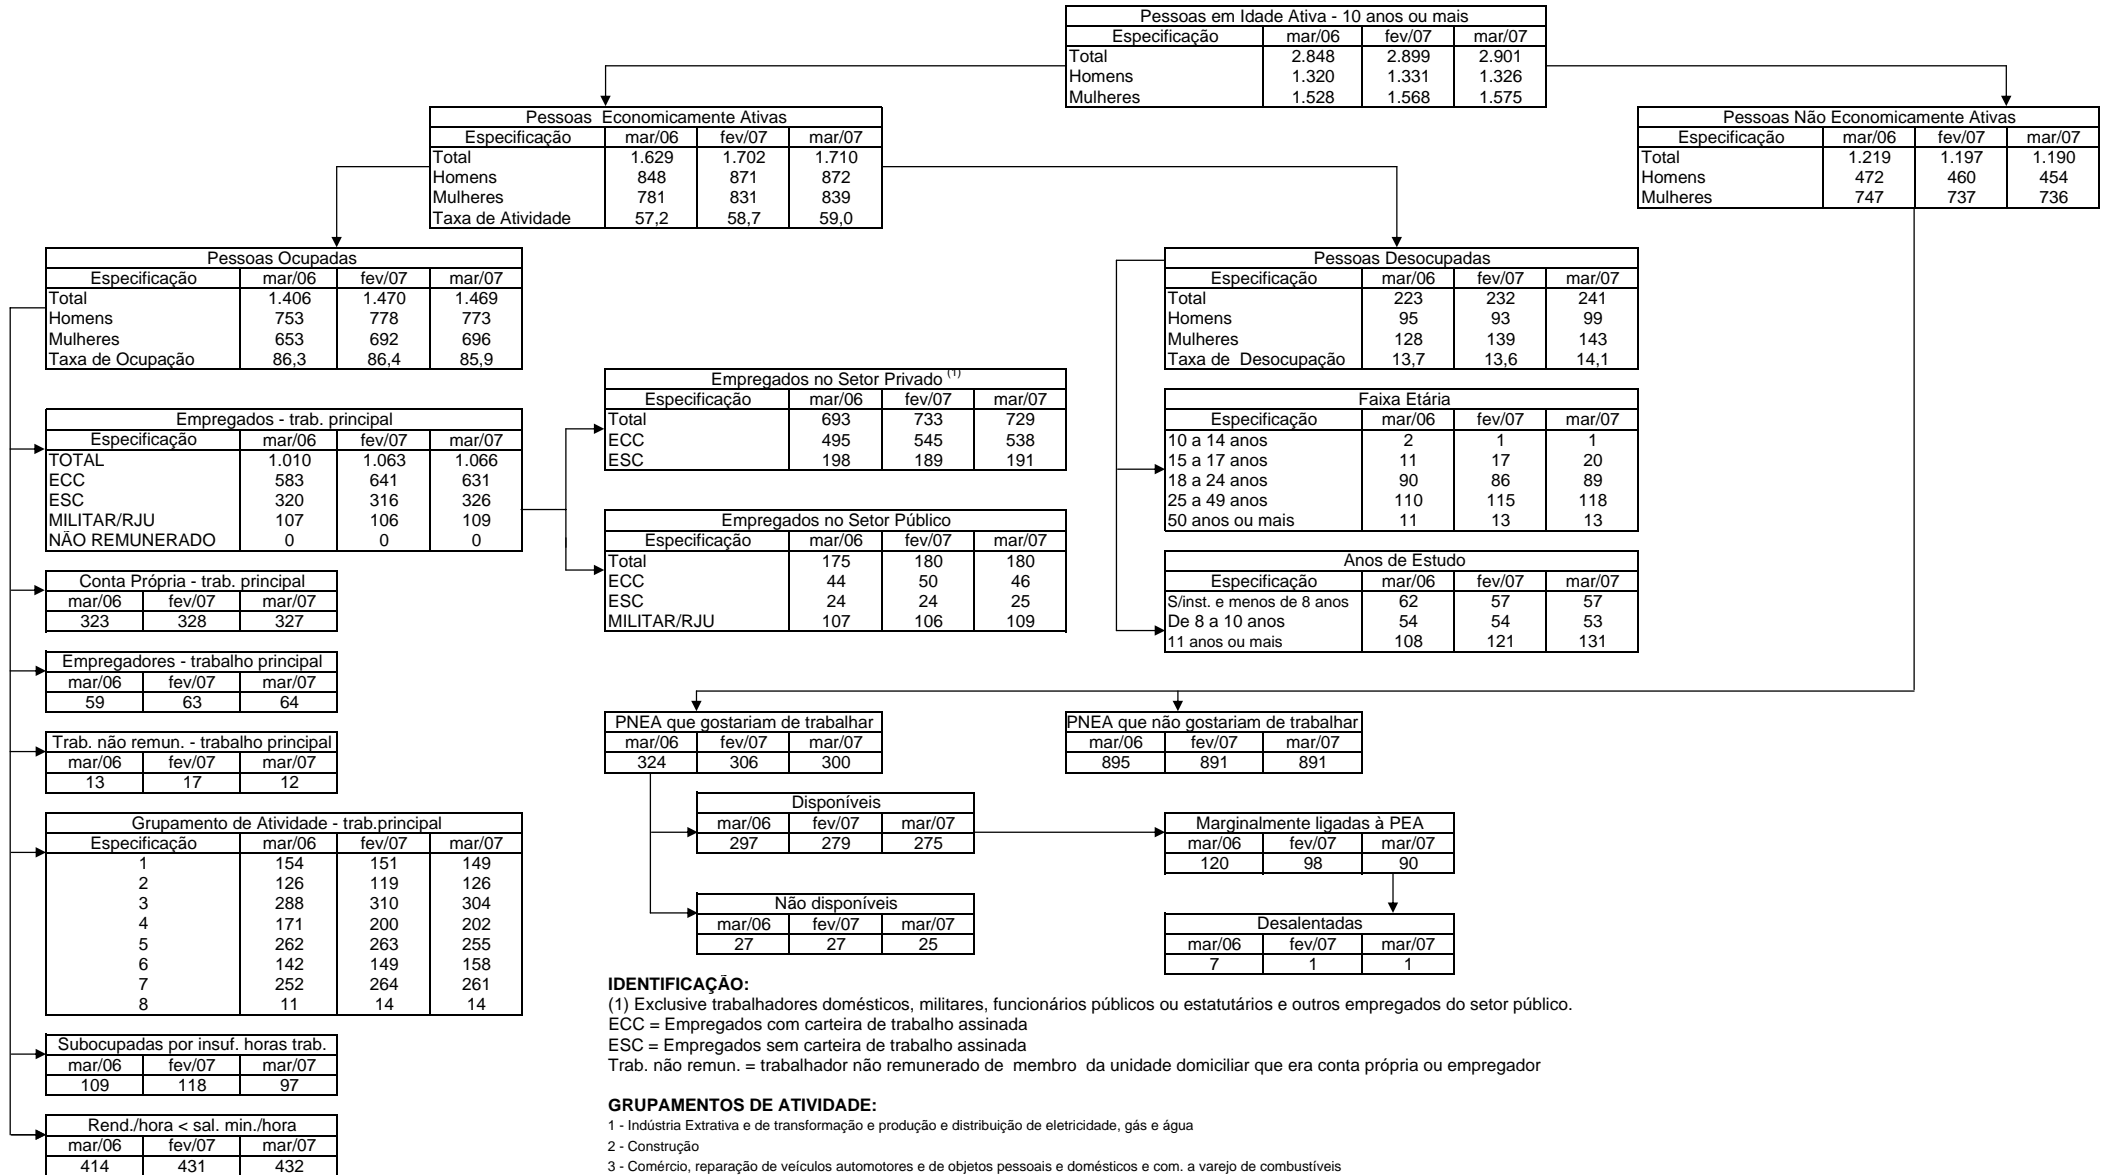 Pessoas em Idade Ativa - 10 anos ou mais
Especificação mar/06 fev/07 mar/07
Total 2.848 2.899 2.901
Homens 1.320 1.331 1.326
Mulheres 1.528 1.568 1.575
Pessoas Economicamente Ativas
Especificação mar/06 fev/07 mar/07
Total 1.629 1.702 1.710
Homens 848 871 872
Mulheres 781 831 839
Taxa de Atividade 57,2 58,7 59,0
Pessoas Não Economicamente Ativas
Especificação mar/06 fev/07 mar/07
Total 1.219 1.197 1.190
Homens 472 460 454
Mulheres 747 737 736
Pessoas Ocupadas
Especificação mar/06 fev/07 mar/07
Total 1.406 1.470 1.469
Homens 753 778 773
Mulheres 653 692 696
Taxa de Ocupação 86,3 86,4 85,9
Pessoas Desocupadas
Especificação mar/06 fev/07 mar/07
Total 223 232 241
Homens 95 93 99
Mulheres 128 139 143
Taxa de Desocupação 13,7 13,6 14,1
Empregados - trab. principal
Especificação mar/06 fev/07 mar/07
TOTAL 1.010 1.063 1.066
ECC 583 641 631
ESC 320 316 326
MILITAR/RJU 107 106 109
NÃO REMUNERADO 0 0 0
Empregados no Setor Privado (1)
Especificação mar/06 fev/07 mar/07
Total 693 733 729
ECC 495 545 538
ESC 198 189 191
Empregados no Setor Público
Especificação mar/06 fev/07 mar/07
Total 175 180 180
ECC 44 50 46
ESC 24 24 25
MILITAR/RJU 107 106 109
Faixa Etária
Especificação mar/06 fev/07 mar/07
10 a 14 anos 2 1 1
15 a 17 anos 11 17 20
18 a 24 anos 90 86 89
25 a 49 anos 110 115 118
50 anos ou mais 11 13 13
Anos de Estudo
Especificação mar/06 fev/07 mar/07
S/inst. e menos de 8 anos 62 57 57
De 8 a 10 anos 54 54 53
11 anos ou mais 108 121 131
Conta Própria - trab. principal
mar/06 fev/07 mar/07
323 328 327
Empregadores - trabalho principal
mar/06 fev/07 mar/07
59 63 64
Trab. não remun. - trabalho principal
mar/06 fev/07 mar/07
13 17 12
PNEA que gostariam de trabalhar
mar/06 fev/07 mar/07
324 306 300
PNEA que não gostariam de trabalhar
mar/06 fev/07 mar/07
895 891 891
Disponíveis
mar/06 fev/07 mar/07
297 279 275
Marginalmente ligadas à PEA
mar/06 fev/07 mar/07
120 98 90
Não disponíveis
mar/06 fev/07 mar/07
27 27 25
Desalentadas
mar/06 fev/07 mar/07
7 1 1
Grupamento de Atividade - trab.principal
Especificação mar/06 fev/07 mar/07
1 154 151 149
2 126 119 126
3 288 310 304
4 171 200 202
5 262 263 255
6 142 149 158
7 252 264 261
8 11 14 14
Subocupadas por insuf. horas trab.
mar/06 fev/07 mar/07
109 118 97
Rend./hora < sal. min./hora
mar/06 fev/07 mar/07
414 431 432
IDENTIFICAÇÃO:
(1) Exclusive trabalhadores domésticos, militares, funcionários públicos ou estatutários e outros empregados do setor público.
ECC = Empregados com carteira de trabalho assinada
ESC = Empregados sem carteira de trabalho assinada
Trab. não remun. = trabalhador não remunerado de membro da unidade domiciliar que era conta própria ou empregador
GRUPAMENTOS DE ATIVIDADE:
1 - Indústria Extrativa e de transformação e produção e distribuição de eletricidade, gás e água
2 - Construção
3 - Comércio, reparação de veículos automotores e de objetos pessoais e domésticos e com. a varejo de combustíveis